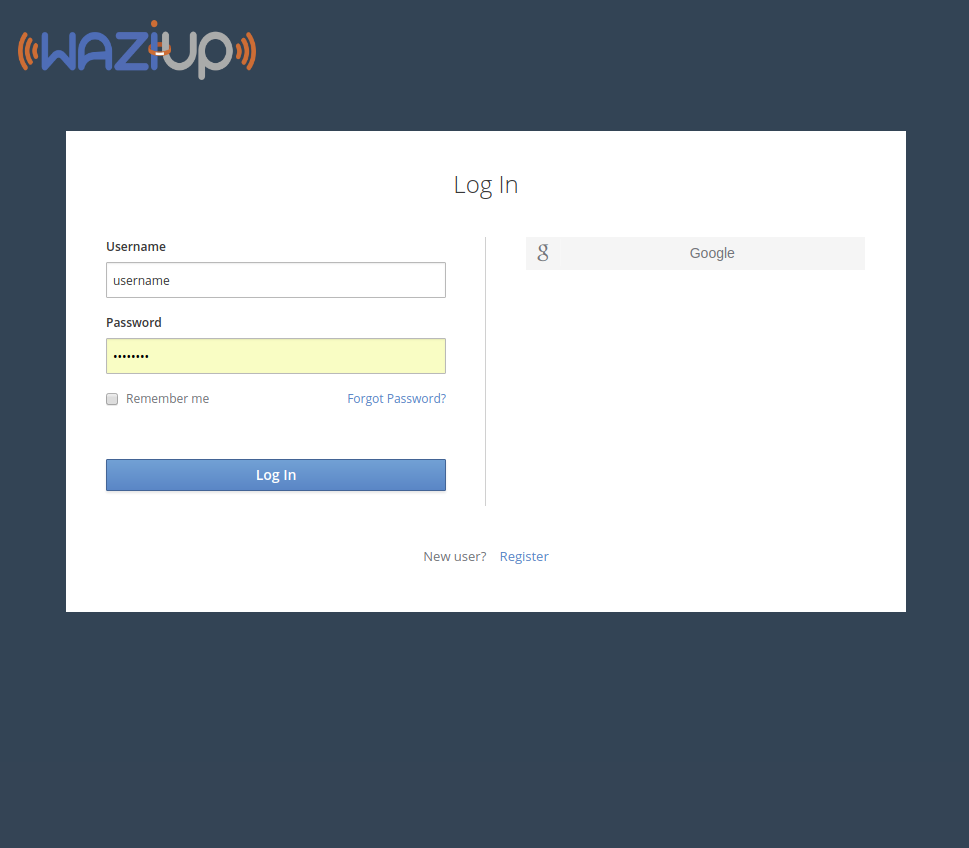 waziup
Log In
Username
username
Password
••••••••
Remember me
Forgot Password?
Log In
g
Google
New user? Register